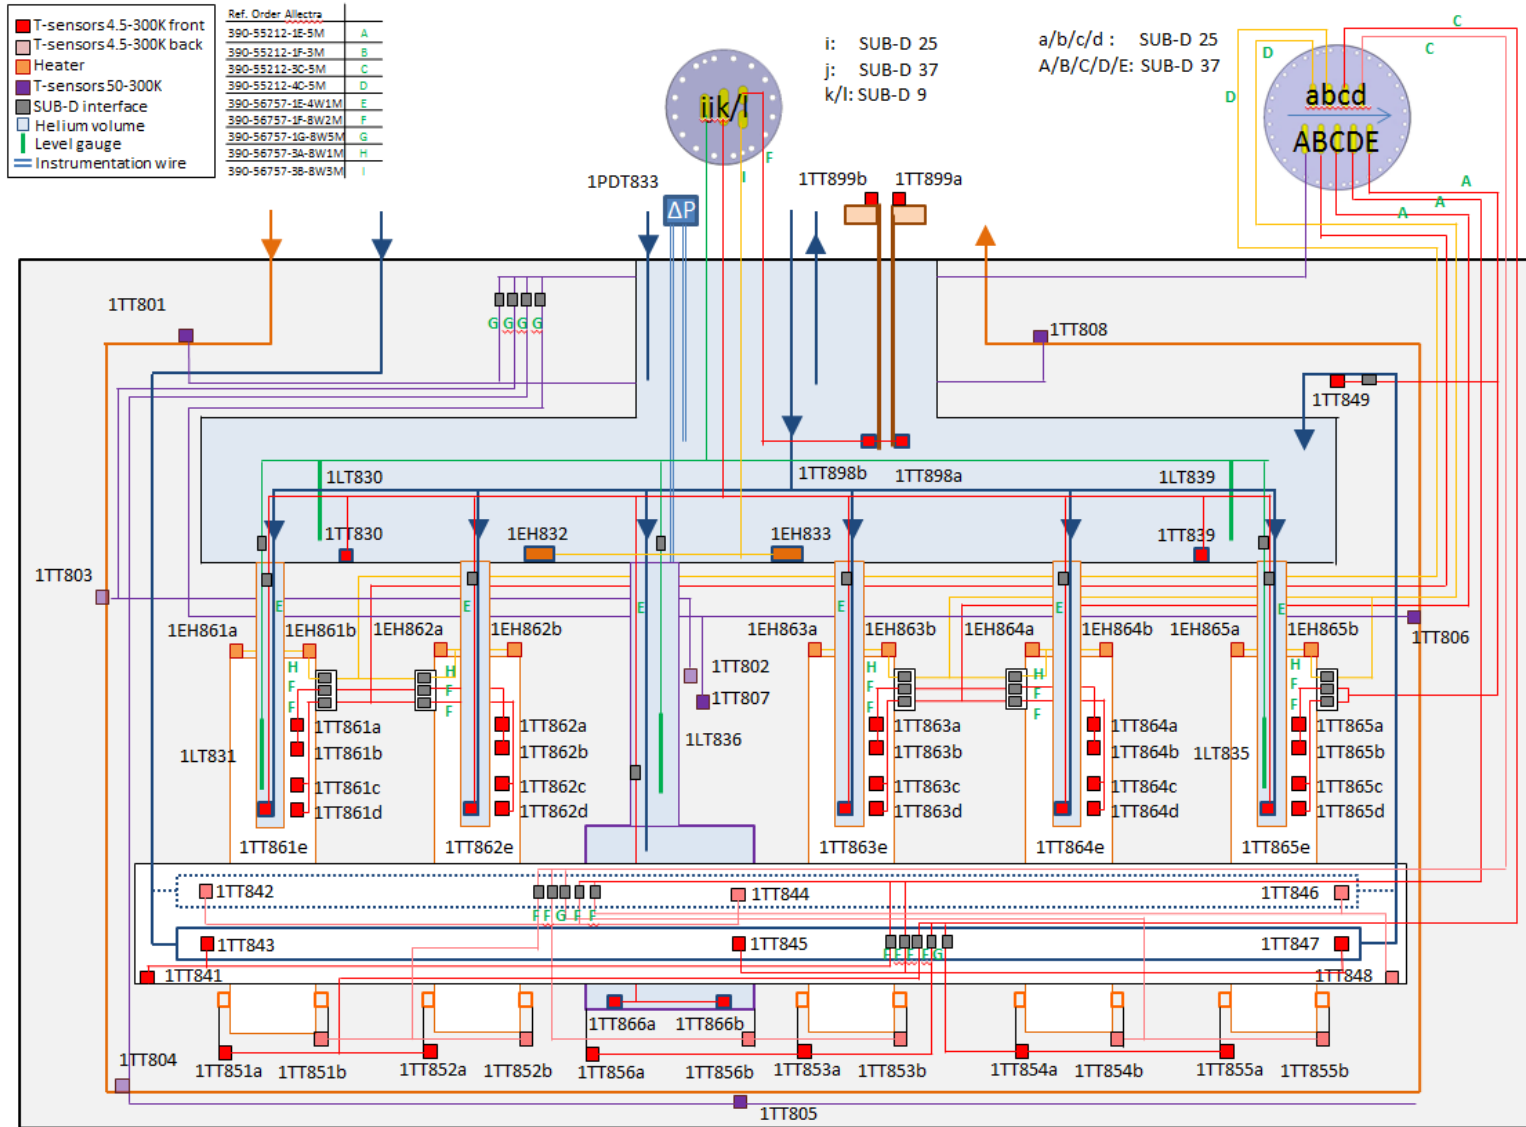 T-sensors 4.5-300K front
T-sensors 4.5-300K back
Heater
T-sensors 50-300K
SUB-D interface
Helium volume
Level gauge
Instrumentation wire
Ref. Order Allectra
390-55212-1E-5M A
390-55212-1F-3M B
390-55212-3C-5M C
390-55212-4C-5M D
390-56757-1E-4W1M E
390-56757-1F-8W2M F
390-56757-1G-8W5M G
390-56757-3A-8W1M H
390-56757-3B-8W3M I
ijk/l
i: SUB-D 25
j: SUB-D 37
k/l: SUB-D 9
a/b/c/d : SUB-D 25
A/B/C/D/E: SUB-D 37
abcd
ABCDE
C
C
D
D
A
A
A
F
I
1PDT833
ΔP
1TT899b 1TT899a
1TT801
G G G G
1TT808
1TT849
1TT898b 1TT898a
1LT830
1LT839
1TT830
1EH832
1EH833
1TT839
1TT803
E E E E E E
1EH861a 1EH861b 1EH862a 1EH862b 1EH863a 1EH863b 1EH864a 1EH864b 1EH865a 1EH865b
1TT806
H H H H H
F F F F F
F F F F F
1TT802
1TT807
1TT861a 1TT862a 1TT863a 1TT864a 1TT865a
1LT836
1TT861b 1TT862b 1TT863b 1TT864b 1TT865b
1LT831
1LT835
1TT861c 1TT862c 1TT863c 1TT864c 1TT865c
1TT861d 1TT862d 1TT863d 1TT864d 1TT865d
1TT861e 1TT862e 1TT863e 1TT864e 1TT865e
1TT842 1TT844 1TT846
F F G F F
1TT843 1TT845 1TT847
F F F F G
1TT841 1TT848
1TT866a 1TT866b
1TT804
1TT851a 1TT851b 1TT852a 1TT852b 1TT856a 1TT856b 1TT853a 1TT853b 1TT854a 1TT854b 1TT855a 1TT855b
1TT805